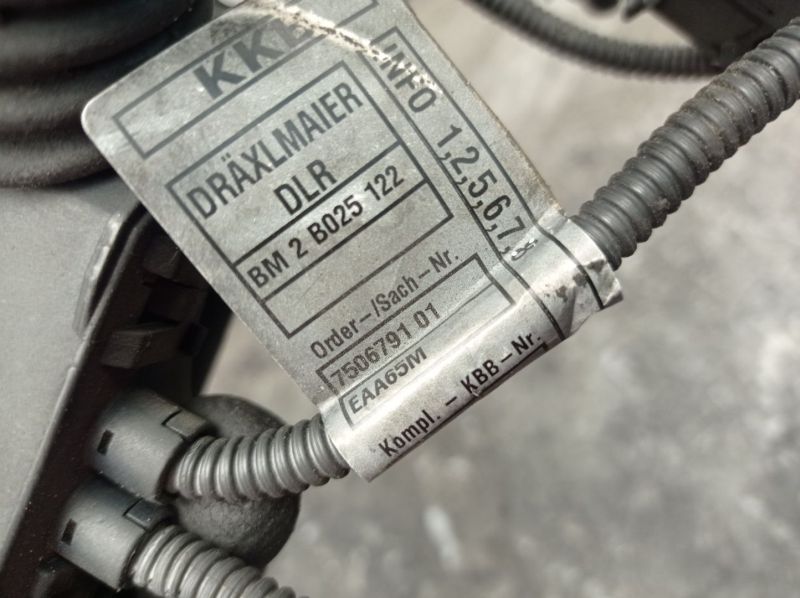 KKB
DRÄXLMAIER
DLR
BM 2 B025 122
Order-/Sach-Nr.
7506791 01
EAA65M
Kompl. - KBB-Nr.
INFO 1,2,5,6,7,8